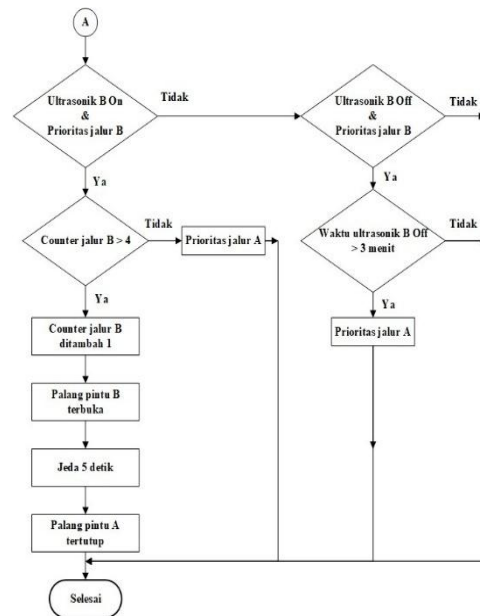 A
Ultrasonik B On
&
Prioritas jalur B
Tidak
Ya
Ultrasonik B Off
&
Prioritas jalur B
Tidak
Ya
Counter jalur B > 4
Tidak
Ya
Prioritas jalur A
Waktu ultrasonik B Off
> 3 menit
Tidak
Ya
Prioritas jalur A
Counter jalur B
ditambah 1
Palang pintu B
terbuka
Jeda 5 detik
Palang pintu A
tertutup
Selesai